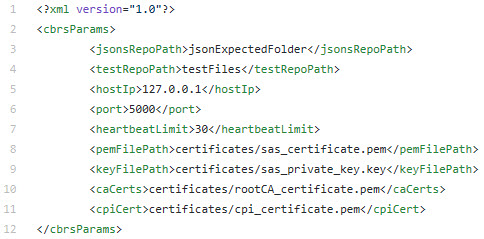 1 <?xml version="1.0"?>
2 <cbrsParams>
3 <jsonsRepoPath>jsonExpectedFolder</jsonsRepoPath>
4 <testRepoPath>testFiles</testRepoPath>
5 <hostIp>127.0.0.1</hostIp>
6 <port>5000</port>
7 <heartbeatLimit>30</heartbeatLimit>
8 <pemFilePath>certificates/sas_certificate.pem</pemFilePath>
9 <keyFilePath>certificates/sas_private_key.key</keyFilePath>
10 <caCerts>certificates/rootCA_certificate.pem</caCerts>
11 <cpiCert>certificates/cpi_certificate.pem</cpiCert>
12 </cbrsParams>